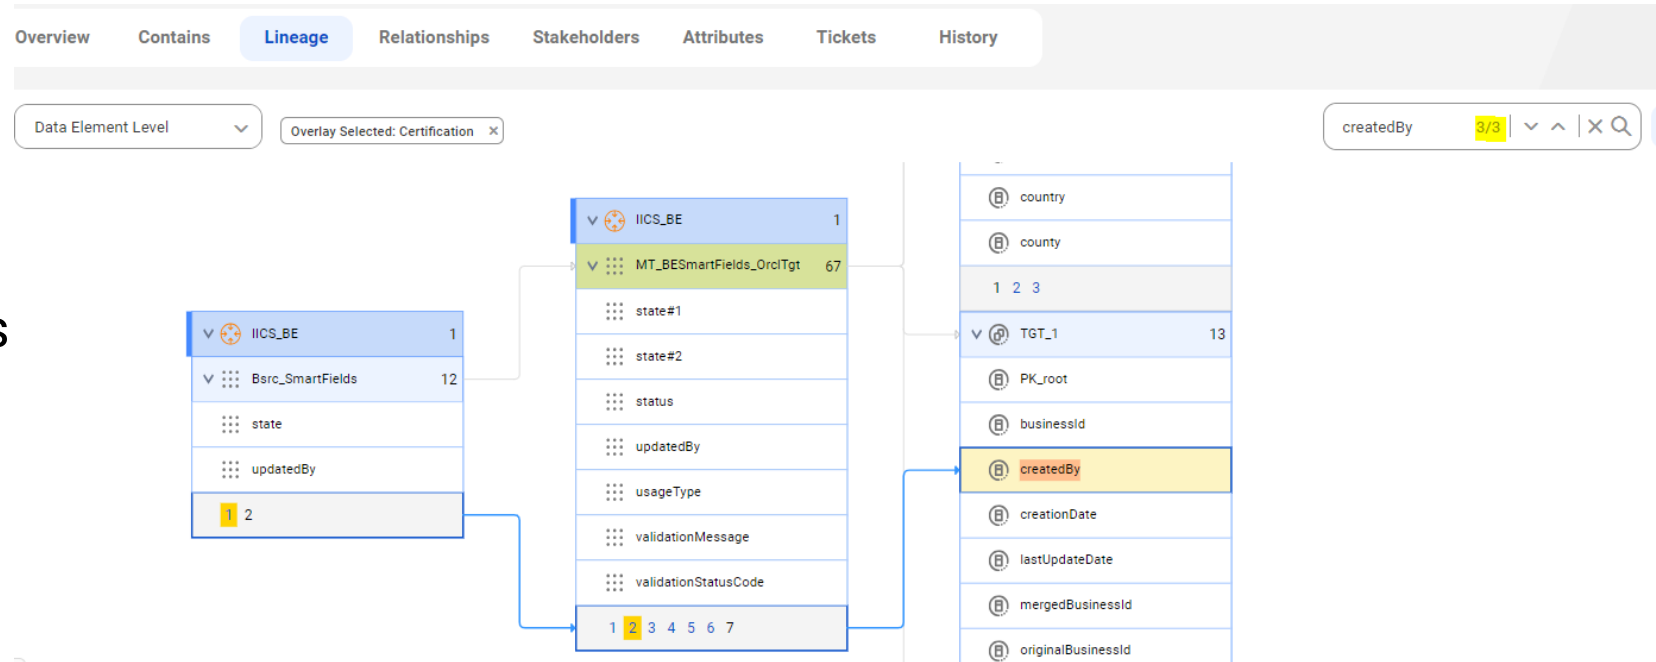 Overview Contains Lineage Relationships Stakeholders Attributes Tickets History
Data Element Level
Overlay Selected: Certification ×
createdBy 3/3
s
IICS_BE 1
Bsrc_SmartFields 12
state
updatedBy
1 2
IICS_BE 1
MT_BESmartFields_OrclTgt 67
state#1
state#2
status
updatedBy
usageType
validationMessage
validationStatusCode
1 2 3 4 5 6 7
country
county
1 2 3
TGT_1 13
PK_root
businessId
createdBy
creationDate
lastUpdateDate
mergedBusinessId
originalBusinessId